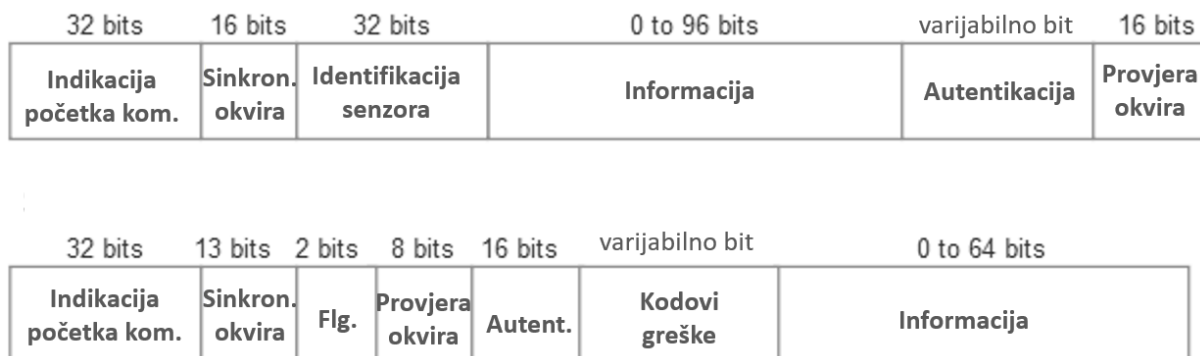 32 bits 16 bits 32 bits 0 to 96 bits varijabilno bit 16 bits
Indikacija početka kom. Sinkron. okvira Identifikacija senzora Informacija Autentikacija Provjera okvira
32 bits 13 bits 2 bits 8 bits 16 bits varijabilno bit 0 to 64 bits
Indikacija početka kom. Sinkron. okvira Flg. Provjera okvira Autent. Kodovi greške Informacija